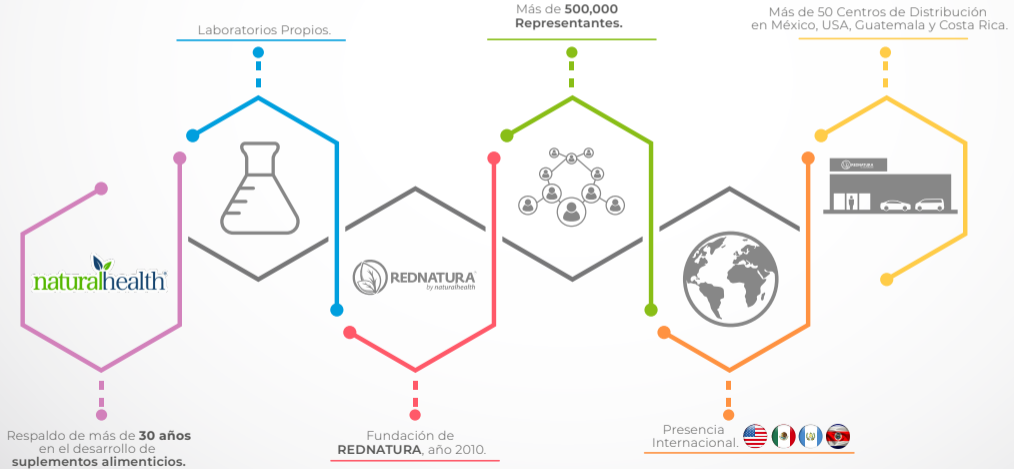 Laboratorios Propios.
Más de 500,000
Representantes.
Más de 50 Centros de Distribución
en México, USA, Guatemala y Costa Rica.
naturalhealth
REDNATURA
by naturalhealth
REDNATURA
Respaldo de más de 30 años
en el desarrollo de
suplementos alimenticios.
Fundación de
REDNATURA, año 2010.
Presencia
Internacional.